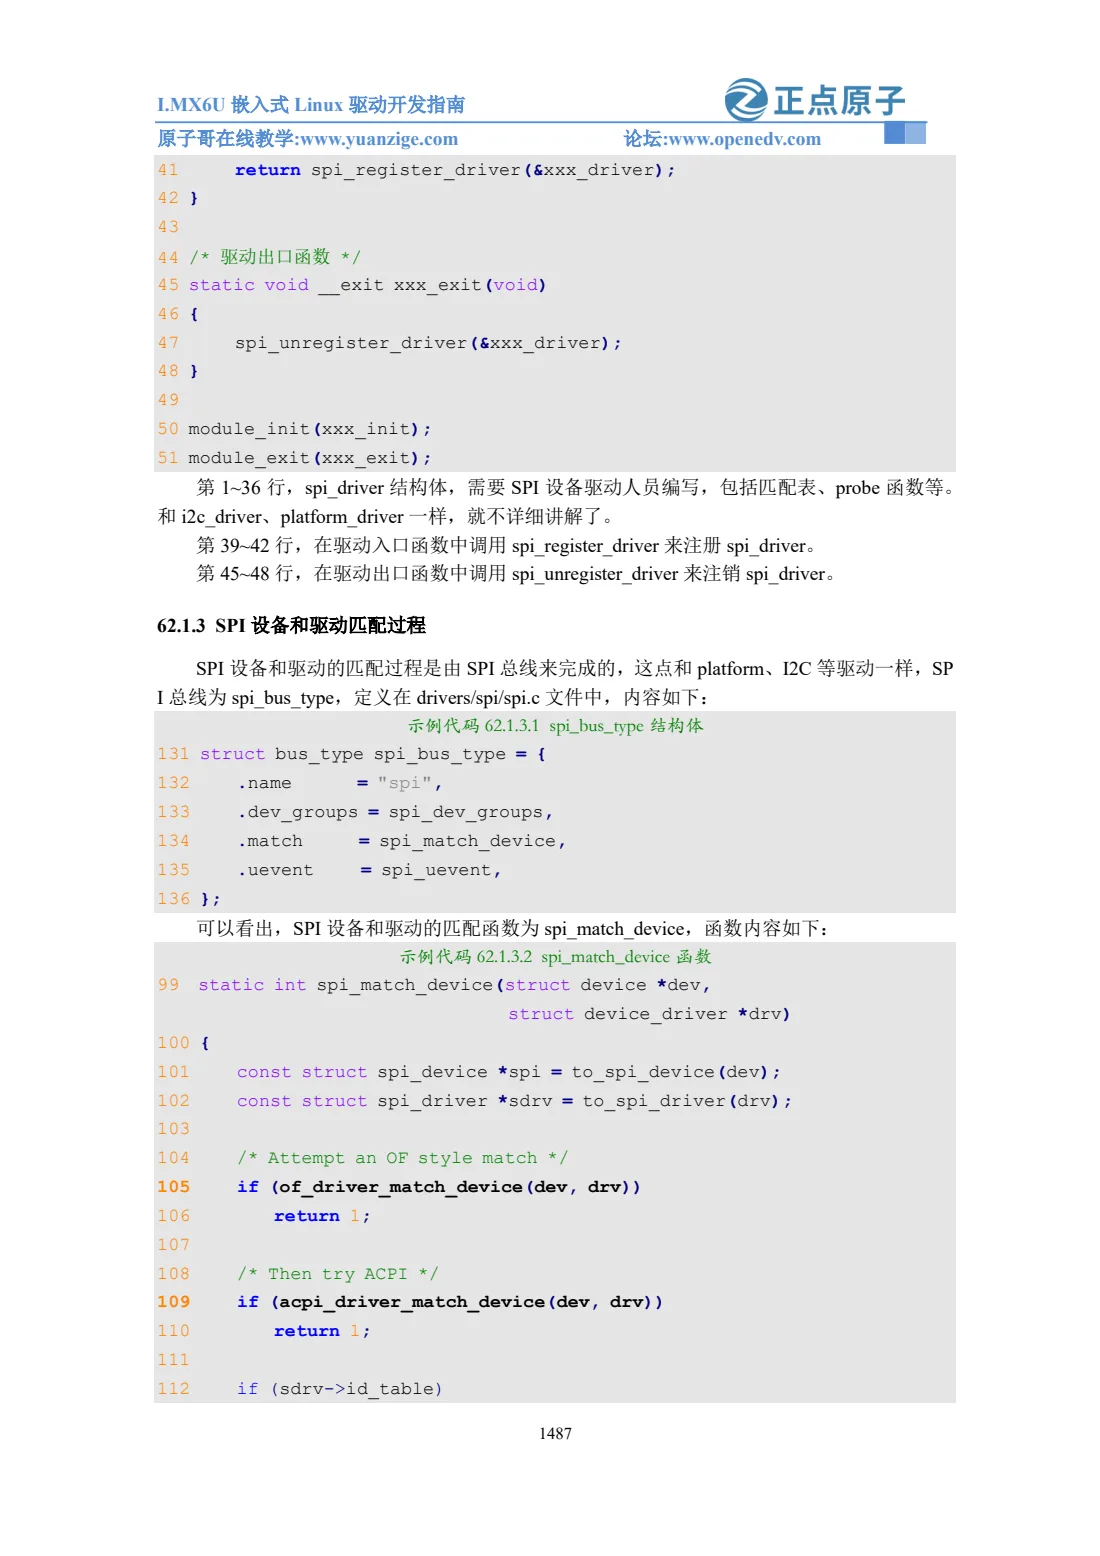 I.MX6U 嵌入式 Linux 驱动开发指南
正点原子
原子哥在线教学:www.yuanzige.com 论坛:www.openedv.com
41 return spi_register_driver(&xxx_driver);
42 }
43
44 /* 驱动出口函数 */
45 static void __exit xxx_exit(void)
46 {
47 spi_unregister_driver(&xxx_driver);
48 }
49
50 module_init(xxx_init);
51 module_exit(xxx_exit);
第 1~36 行，spi_driver 结构体，需要 SPI 设备驱动人员编写，包括匹配表、probe 函数等。
和 i2c_driver、platform_driver 一样，就不详细讲解了。
第 39~42 行，在驱动入口函数中调用 spi_register_driver 来注册 spi_driver。
第 45~48 行，在驱动出口函数中调用 spi_unregister_driver 来注销 spi_driver。
62.1.3 SPI 设备和驱动匹配过程
SPI 设备和驱动的匹配过程是由 SPI 总线来完成的，这点和 platform、I2C 等驱动一样，SP
I 总线为 spi_bus_type，定义在 drivers/spi/spi.c 文件中，内容如下：
示例代码 62.1.3.1 spi_bus_type 结构体
131 struct bus_type spi_bus_type = {
132 .name = "spi",
133 .dev_groups = spi_dev_groups,
134 .match = spi_match_device,
135 .uevent = spi_uevent,
136 };
可以看出，SPI 设备和驱动的匹配函数为 spi_match_device，函数内容如下：
示例代码 62.1.3.2 spi_match_device 函数
99 static int spi_match_device(struct device *dev,
struct device_driver *drv)
100 {
101 const struct spi_device *spi = to_spi_device(dev);
102 const struct spi_driver *sdrv = to_spi_driver(drv);
103
104 /* Attempt an OF style match */
105 if (of_driver_match_device(dev, drv))
106 return 1;
107
108 /* Then try ACPI */
109 if (acpi_driver_match_device(dev, drv))
110 return 1;
111
112 if (sdrv->id_table)
1487